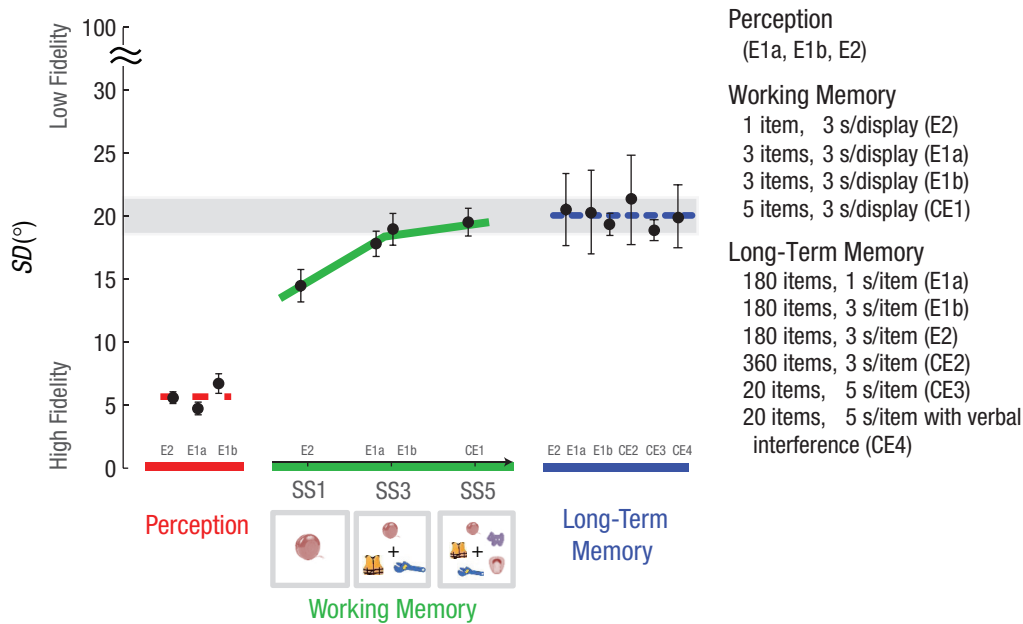 Low Fidelity
High Fidelity
SD(°)
100
30
25
20
15
10
5
0
E2 E1a E1b
E2 E1a E1b CE1
E2 E1a E1b CE2 CE3 CE4
SS1 SS3 SS5
Perception
+
+
Working Memory
Long-Term
Memory
Perception
(E1a, E1b, E2)
Working Memory
1 item, 3 s/display (E2)
3 items, 3 s/display (E1a)
3 items, 3 s/display (E1b)
5 items, 3 s/display (CE1)
Long-Term Memory
180 items, 1 s/item (E1a)
180 items, 3 s/item (E1b)
180 items, 3 s/item (E2)
360 items, 3 s/item (CE2)
20 items, 5 s/item (CE3)
20 items, 5 s/item with verbal
interference (CE4)